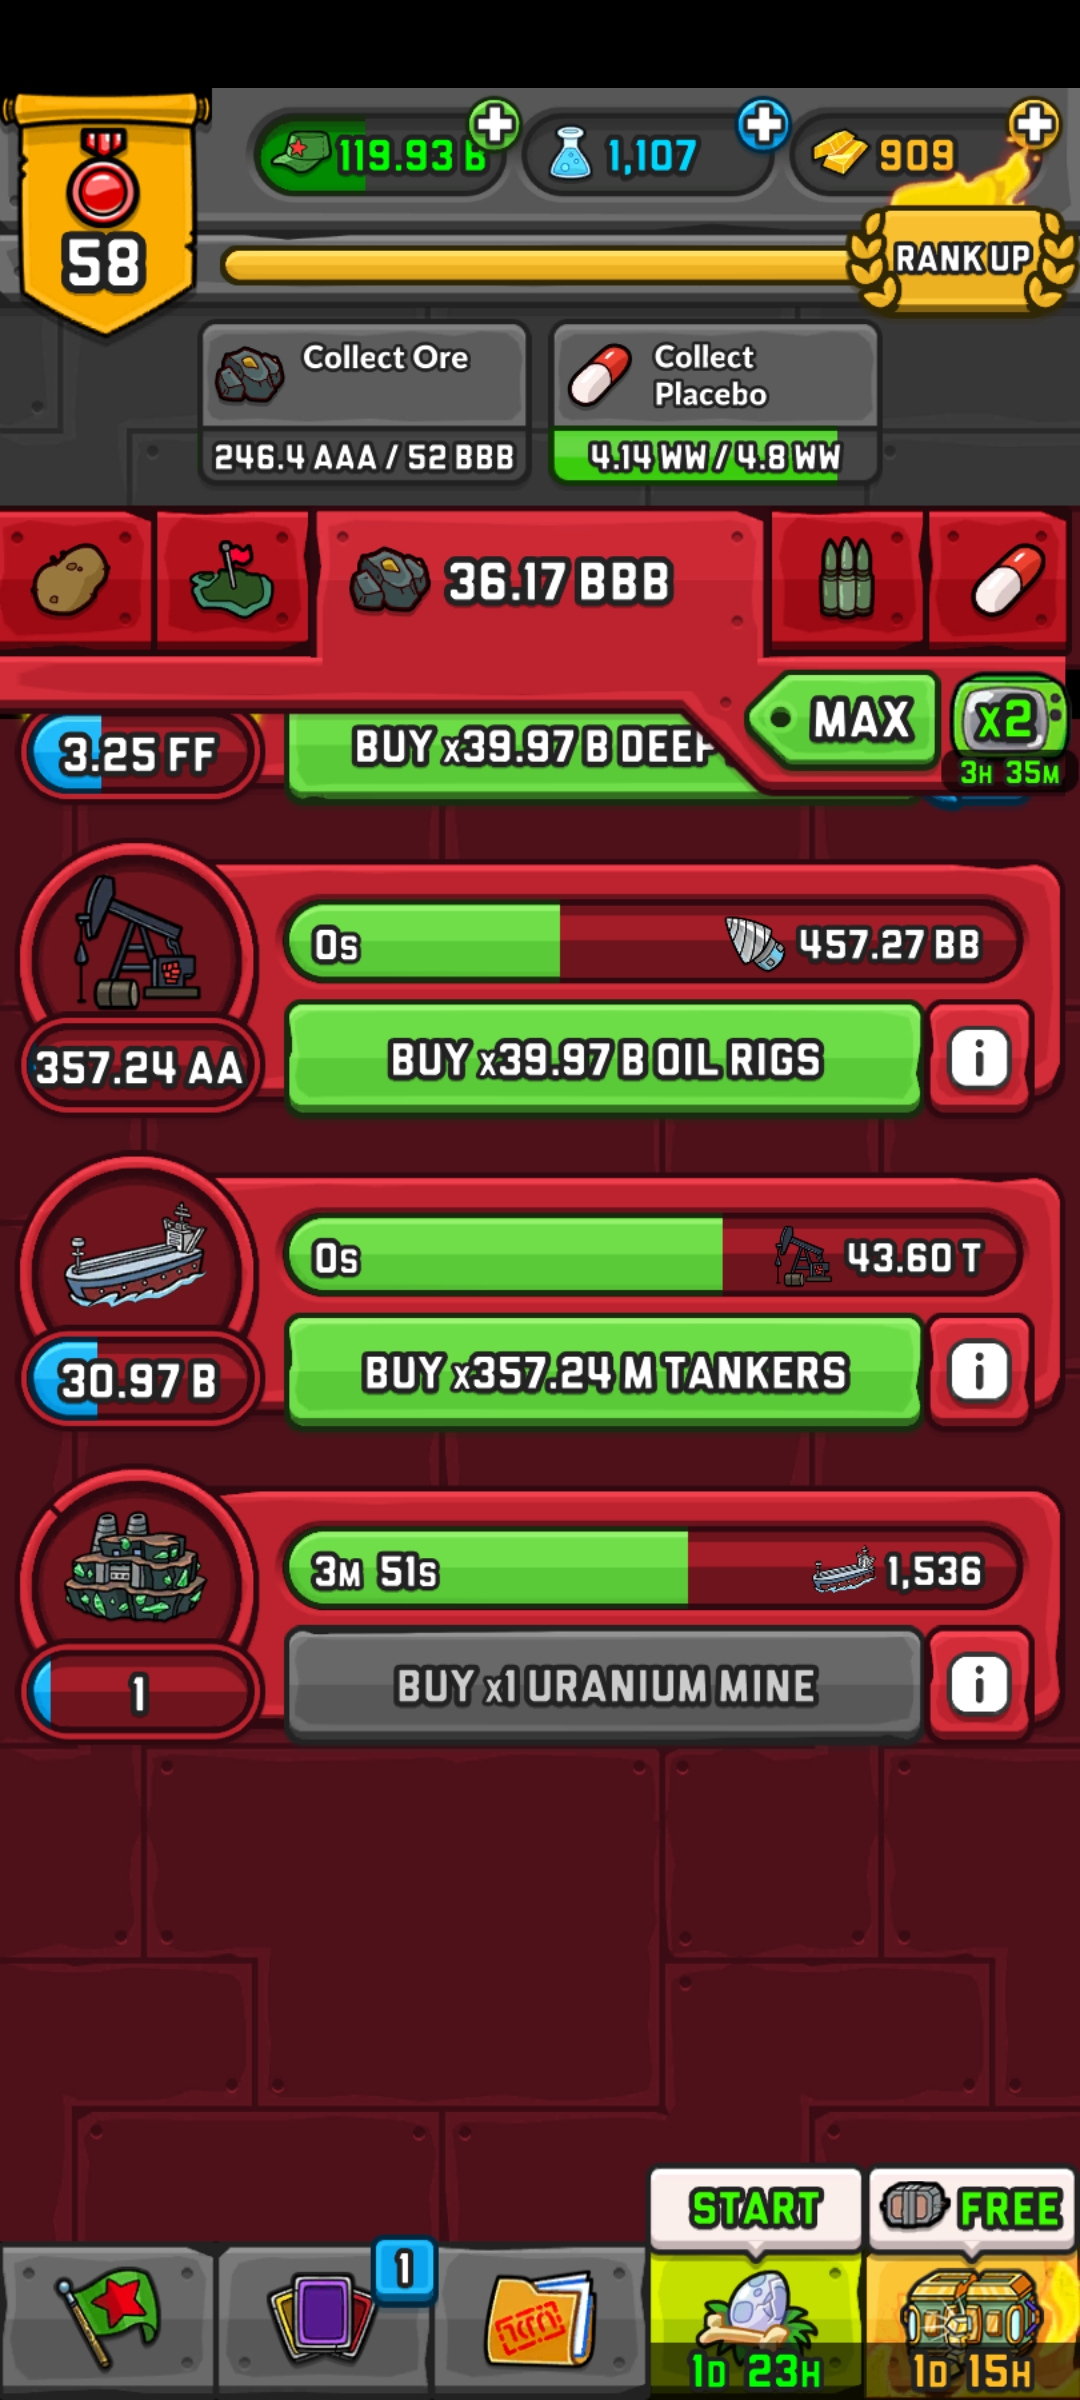 119.93 B
1,107
909
58
RANK UP
Collect Ore
246.4 AAA / 52 BBB
Collect
Placebo
4.14 WW / 4.8 WW
36.17 BBB
MAX
x2
3H 35M
3.25 FF
BUY x39.97 B DEEP
0s
457.27 BB
357.24 AA
BUY x39.97 B OIL RIGS
i
0s
43.60 T
30.97 B
BUY x357.24 M TANKERS
i
3M 51s
1,536
1
BUY x1 URANIUM MINE
i
START
FREE
1
1D 23H
1D 15H